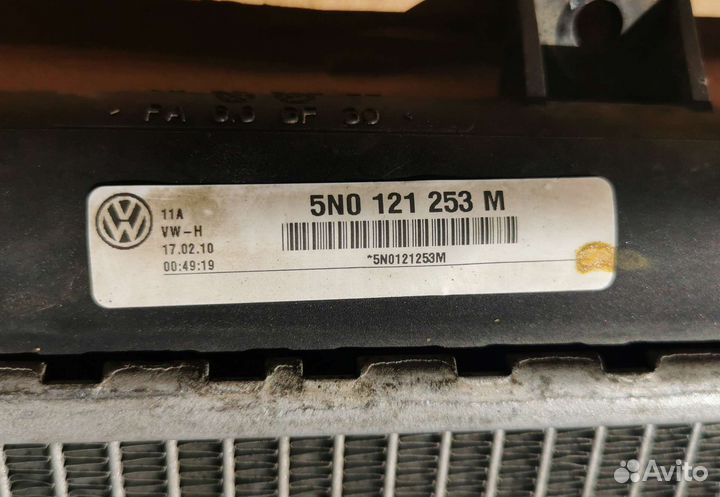 PA 6.6 GF 30
5N0 121 253 M
11A
VW-H
17.02.10
00:49:19
*5N0121253M
Avito